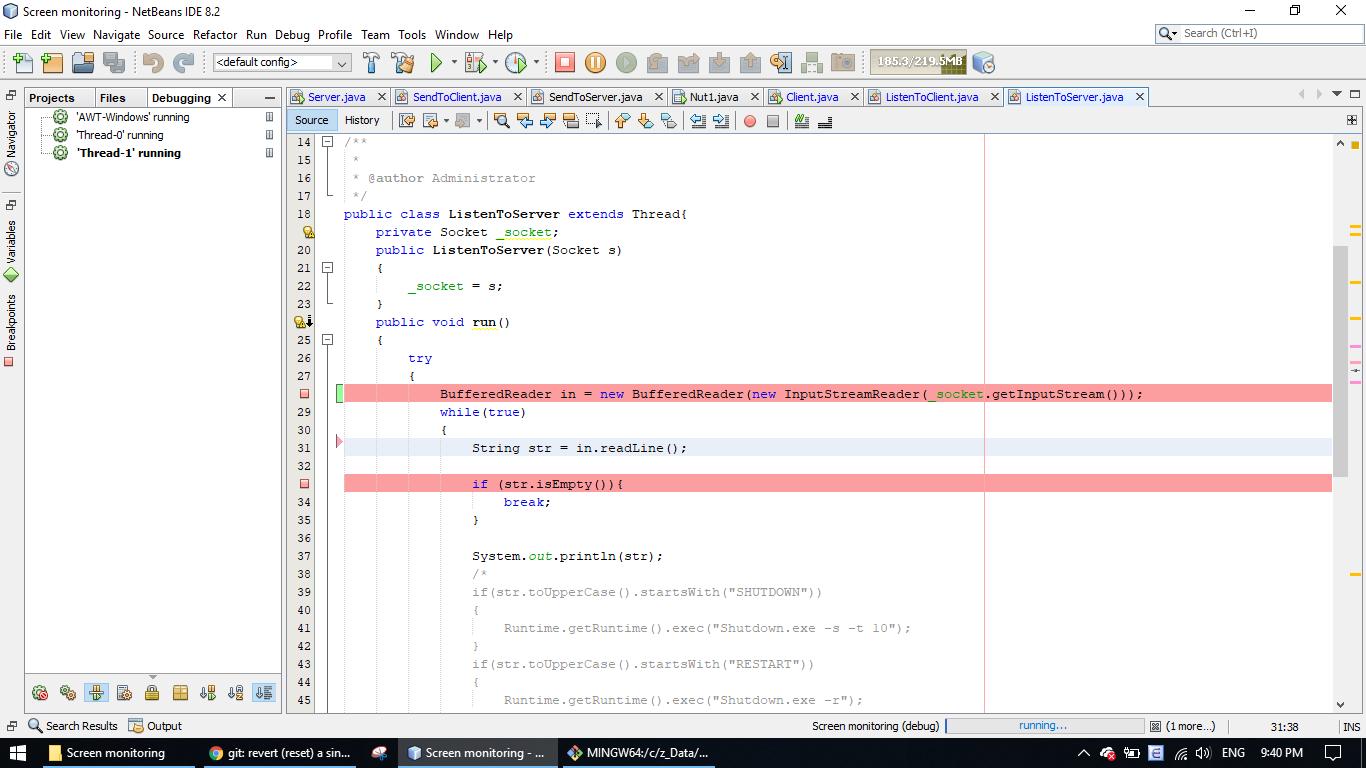 Screen monitoring - NetBeans IDE 8.2
File Edit View Navigate Source Refactor Run Debug Profile Team Tools Window Help
Search (Ctrl+I)
<default config>
185.3/219.5MB
Projects Files Debugging
Server.java SendToClient.java SendToServer.java Nut1.java Client.java ListenToClient.java ListenToServer.java
Navigator
Variables
Breakpoints
'AWT-Windows' running
'Thread-0' running
'Thread-1' running
Source History
14 /**
15 *
16 * @author Administrator
17 */
18 public class ListenToServer extends Thread{
private Socket _socket;
20 public ListenToServer(Socket s)
21 {
22 _socket = s;
23 }
public void run()
25 {
26 try
27 {
BufferedReader in = new BufferedReader(new InputStreamReader(_socket.getInputStream()));
29 while(true)
30 {
31 String str = in.readLine();
32
if (str.isEmpty()){
34 break;
35 }
36
37 System.out.println(str);
38 /*
39 if(str.toUpperCase().startsWith("SHUTDOWN"))
40 {
41 Runtime.getRuntime().exec("Shutdown.exe -s -t 10");
42 }
43 if(str.toUpperCase().startsWith("RESTART"))
44 {
45 Runtime.getRuntime().exec("Shutdown.exe -r");
Search Results Output
Screen monitoring (debug) running... (1 more...) 31:38 INS
Screen monitoring
git: revert (reset) a sin...
Screen monitoring - ...
MINGW64:/c/z_Data/...
ENG 9:40 PM